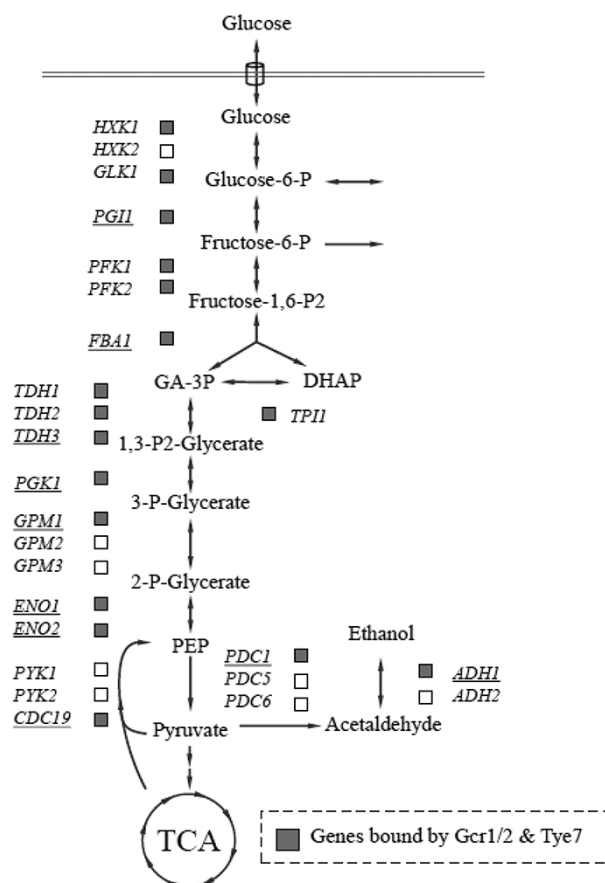 Glucose
Glucose
HXK1
HXK2
GLK1
Glucose-6-P
PGI1
Fructose-6-P
PFK1
PFK2
Fructose-1,6-P2
FBA1
GA-3P
DHAP
TDH1
TDH2
TDH3
TPI1
1,3-P2-Glycerate
PGK1
3-P-Glycerate
GPM1
GPM2
GPM3
2-P-Glycerate
ENO1
ENO2
PEP
Ethanol
PDC1
PDC5
PDC6
ADH1
ADH2
PYK1
PYK2
CDC19
Pyruvate
Acetaldehyde
TCA
Genes bound by Gcr1/2 & Tye7